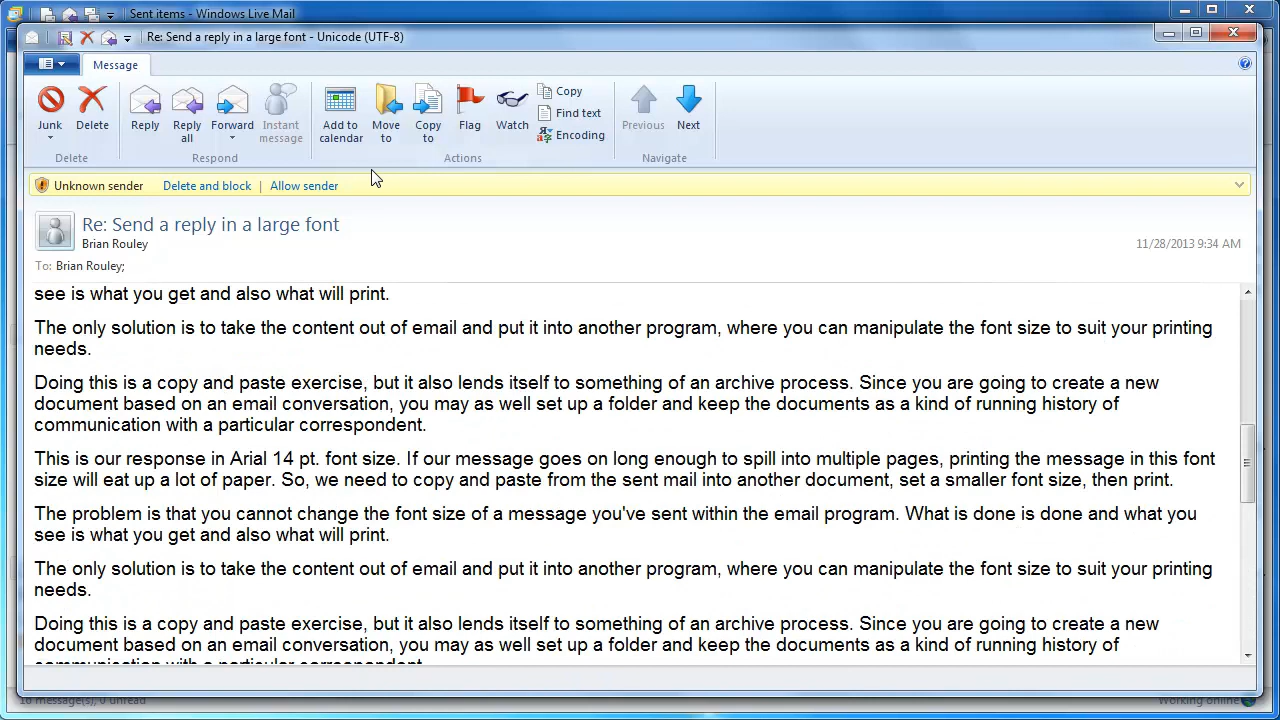 Sent items - Windows Live Mail
Re: Send a reply in a large font - Unicode (UTF-8)
Message
Junk
Delete
Reply
Reply all
Forward
Instant message
Add to calendar
Move to
Copy to
Flag
Watch
Copy
Find text
Encoding
Previous
Next
Delete
Respond
Actions
Navigate
Unknown sender
Delete and block | Allow sender
Re: Send a reply in a large font
Brian Rouley
11/28/2013 9:34 AM
To: Brian Rouley;
see is what you get and also what will print.
The only solution is to take the content out of email and put it into another program, where you can manipulate the font size to suit your printing
needs.
Doing this is a copy and paste exercise, but it also lends itself to something of an archive process. Since you are going to create a new
document based on an email conversation, you may as well set up a folder and keep the documents as a kind of running history of
communication with a particular correspondent.
This is our response in Arial 14 pt. font size. If our message goes on long enough to spill into multiple pages, printing the message in this font
size will eat up a lot of paper. So, we need to copy and paste from the sent mail into another document, set a smaller font size, then print.
The problem is that you cannot change the font size of a message you've sent within the email program. What is done is done and what you
see is what you get and also what will print.
The only solution is to take the content out of email and put it into another program, where you can manipulate the font size to suit your printing
needs.
Doing this is a copy and paste exercise, but it also lends itself to something of an archive process. Since you are going to create a new
document based on an email conversation, you may as well set up a folder and keep the documents as a kind of running history of
communication with a particular correspondent.
16 message(s), 0 unread
Working online